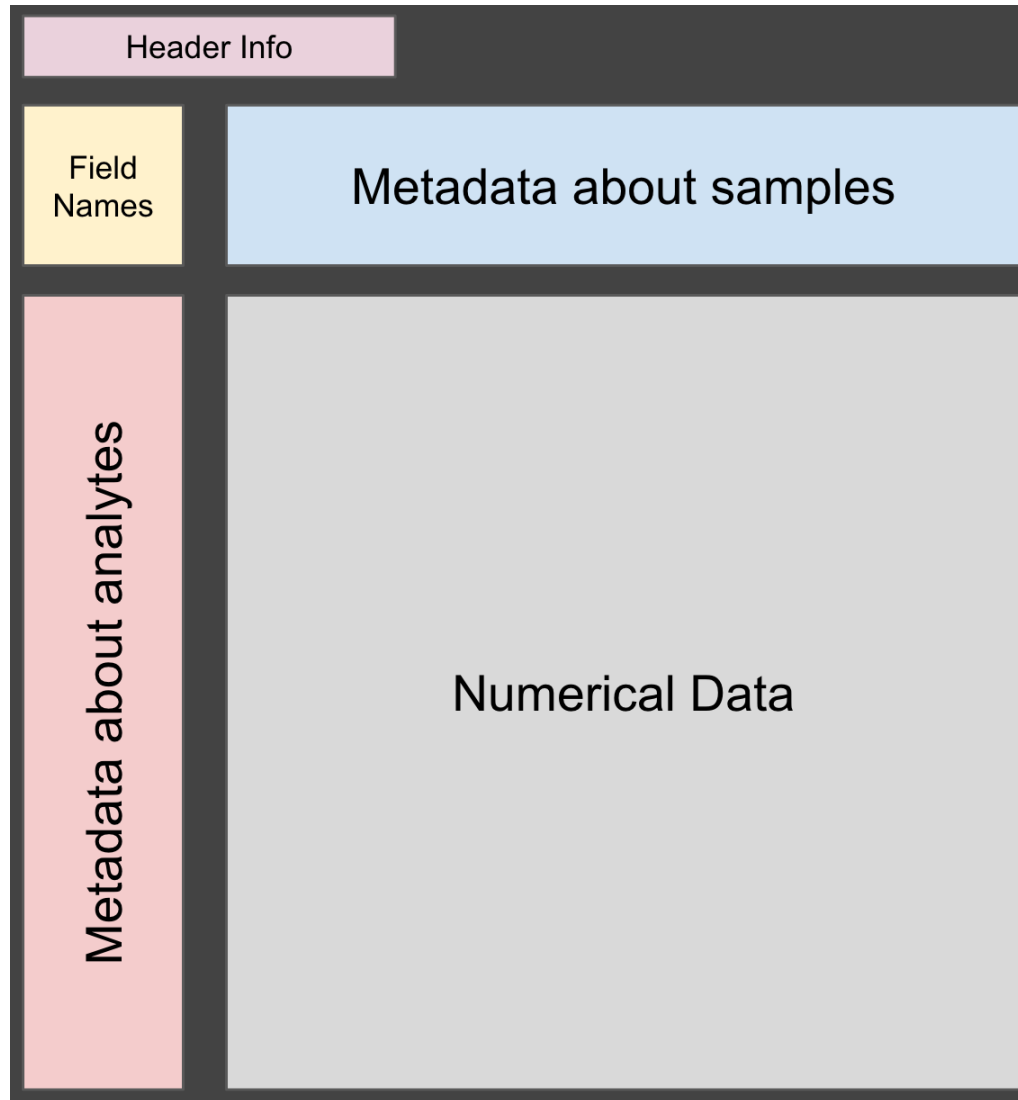 Header Info
Field
Names
Metadata about samples
Metadata about analytes
Numerical Data